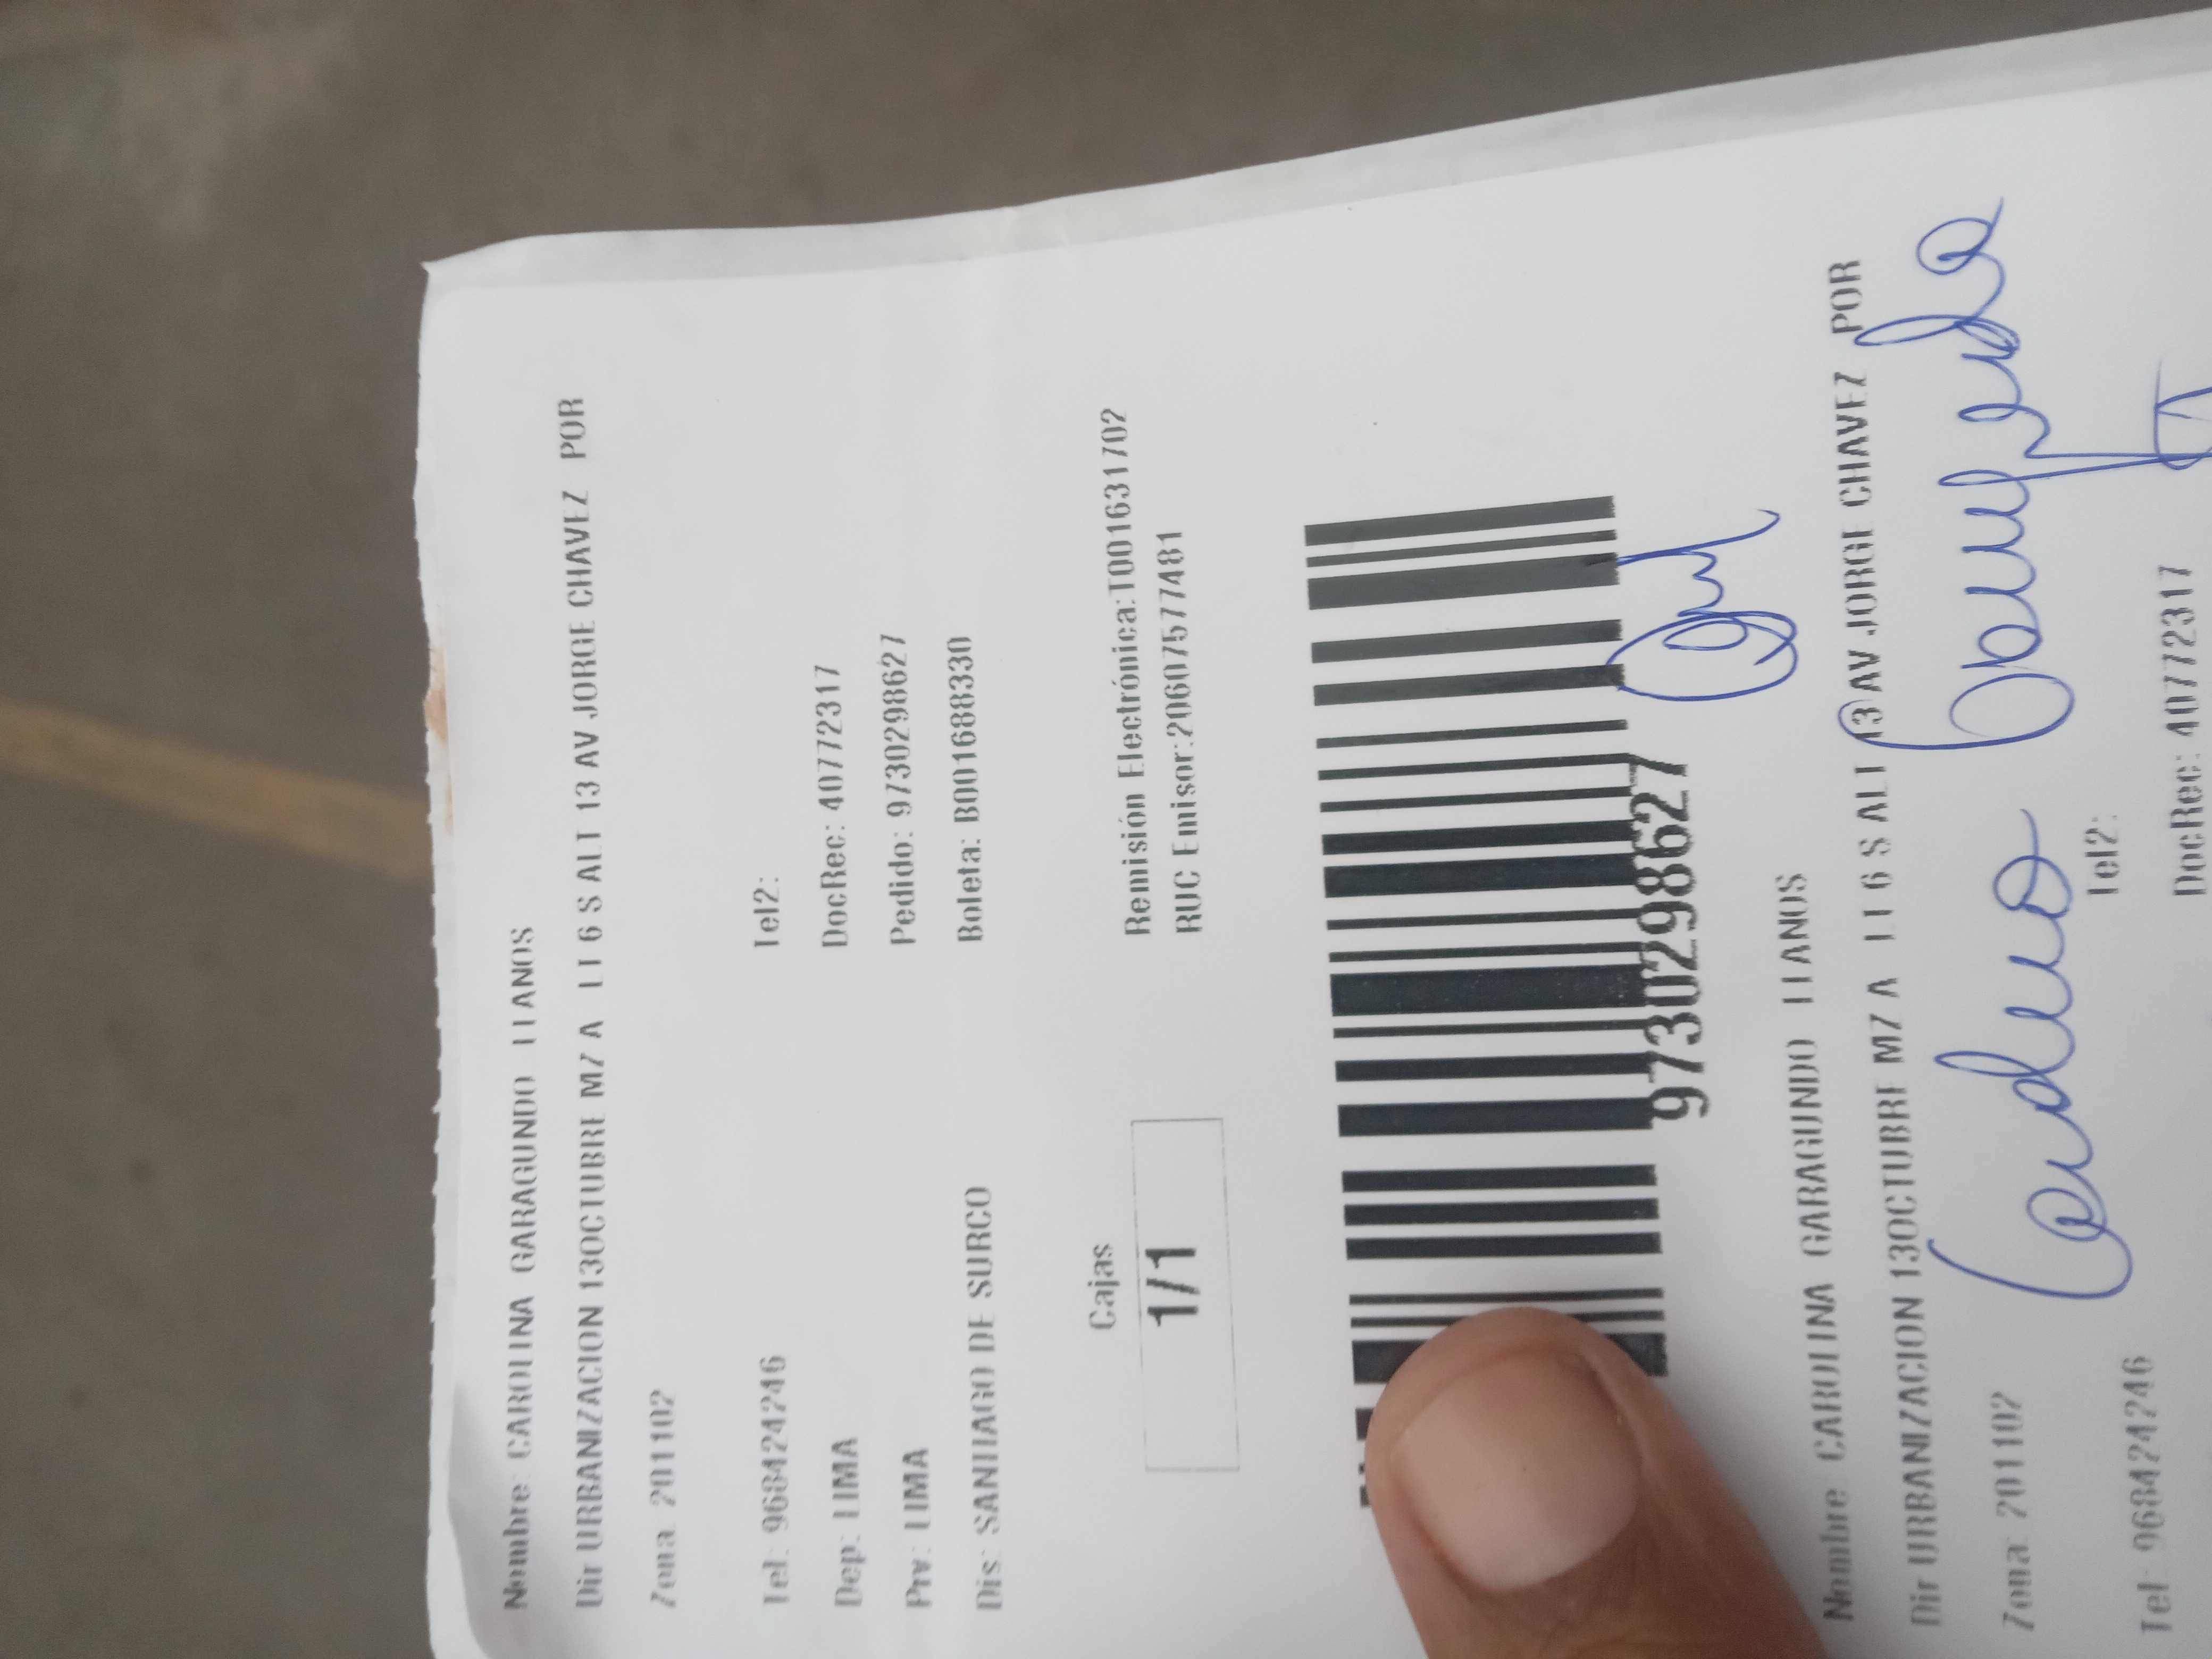 Nombre CAROLINA GARAGUNDO LLANOS
Dir URBANIZACION 13OCTUBRE MZ A LT 6 S ALT 13 AV JORGE CHAVEZ POR
Zona: 201102
Tel: 968424246 Tel2:
Dep: LIMA DocRec: 40772317
Prv: LIMA Pedido: 9730298627
Dis: SANTIAGO DE SURCO Boleta: B001688330
Cajas Remisión Electrónica:T001631702
1/1 RUC Emisor:20607577481
9730298627
Nombre CAROLINA GARAGUNDO LLANOS
Dir URBANIZACION 13OCTUBRE MZ A LT 6 S ALT 13 AV JORGE CHAVEZ POR
Zona: 201102
Tel: 968424246 Tel2:
DocRec: 40772317